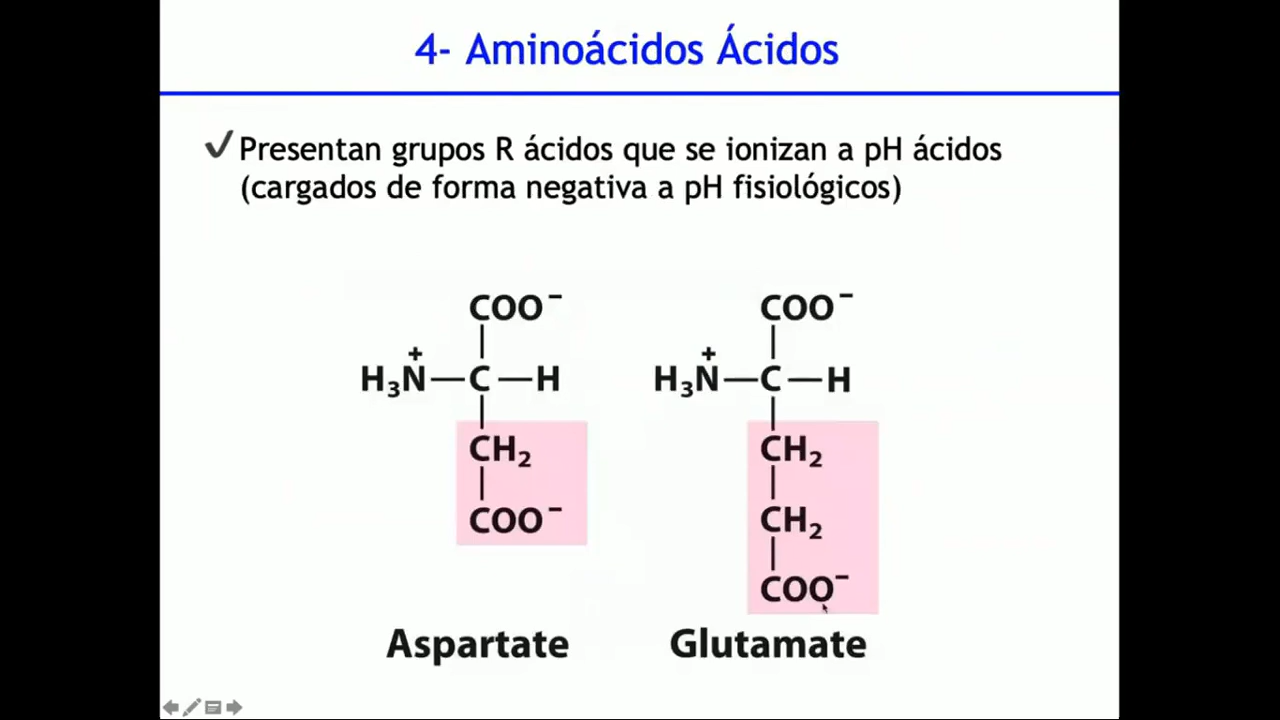 4- Aminoácidos Ácidos
✓Presentan grupos R ácidos que se ionizan a pH ácidos
(cargados de forma negativa a pH fisiológicos)
COO⁻ COO⁻
H₃N⁺—C—H H₃N⁺—C—H
CH₂ CH₂
COO⁻ CH₂
COO⁻
Aspartate Glutamate